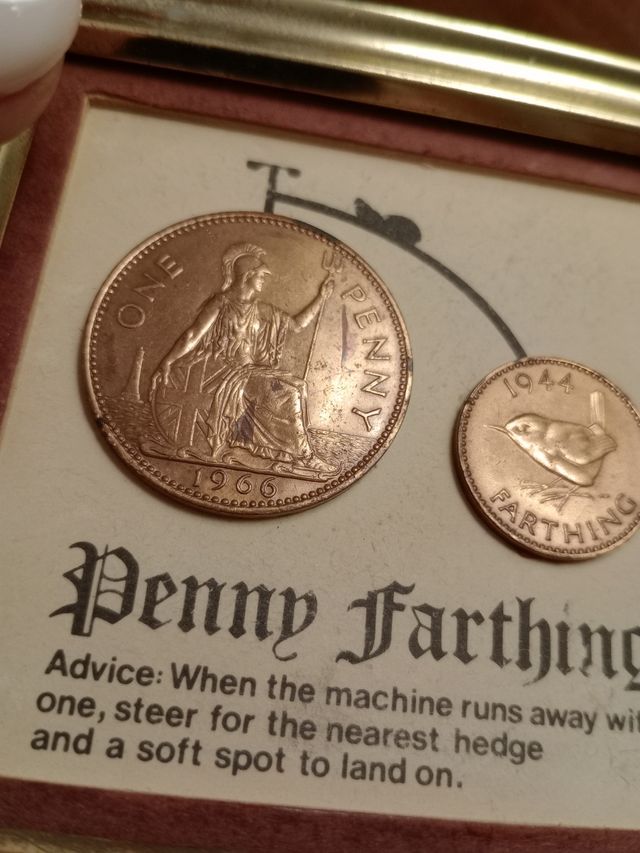 ONE PENNY
1966
1944
FARTHING
Penny Farthing
Advice: When the machine runs away wit
one, steer for the nearest hedge
and a soft spot to land on.